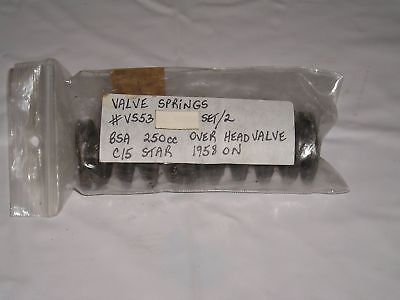 VALVE SPRINGS
#VS53 SET/2
BSA 250cc OVER HEAD VALVE
C15 STAR 1958 ON